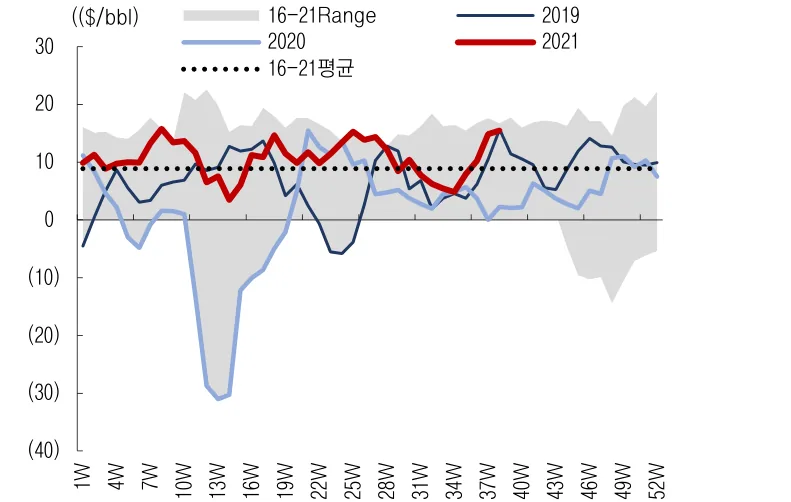 (($/bbl)
16-21Range
2019
2020
2021
16-21평균
30
20
10
0
(10)
(20)
(30)
(40)
1W
4W
7W
10W
13W
16W
19W
22W
25W
28W
31W
34W
37W
40W
43W
46W
49W
52W